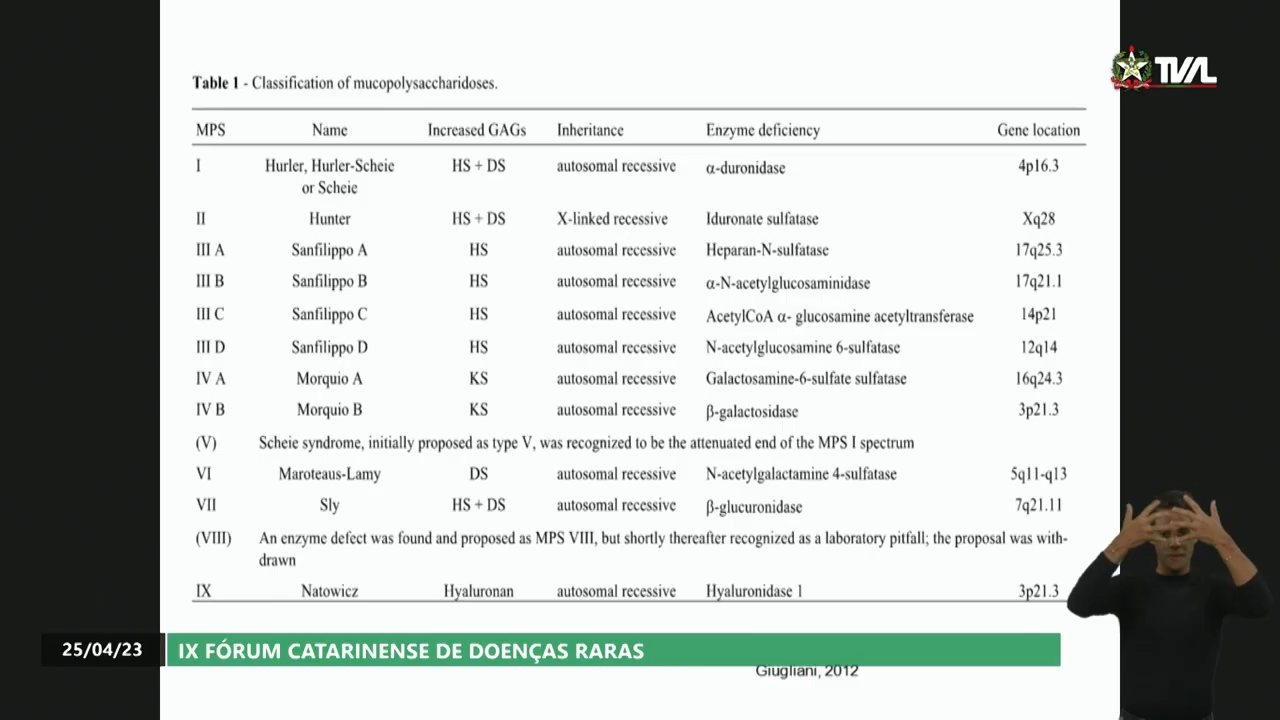 TVAL
Table 1 - Classification of mucopolysaccharidoses.
MPS Name Increased GAGs Inheritance Enzyme deficiency Gene location
I Hurler, Hurler-Scheie HS + DS autosomal recessive α-duronidase 4p16.3
or Scheie
II Hunter HS + DS X-linked recessive Iduronate sulfatase Xq28
III A Sanfilippo A HS autosomal recessive Heparan-N-sulfatase 17q25.3
III B Sanfilippo B HS autosomal recessive α-N-acetylglucosaminidase 17q21.1
III C Sanfilippo C HS autosomal recessive AcetylCoA α- glucosamine acetyltransferase 14p21
III D Sanfilippo D HS autosomal recessive N-acetylglucosamine 6-sulfatase 12q14
IV A Morquio A KS autosomal recessive Galactosamine-6-sulfate sulfatase 16q24.3
IV B Morquio B KS autosomal recessive β-galactosidase 3p21.3
(V) Scheie syndrome, initially proposed as type V, was recognized to be the attenuated end of the MPS I spectrum
VI Maroteaus-Lamy DS autosomal recessive N-acetylgalactamine 4-sulfatase 5q11-q13
VII Sly HS + DS autosomal recessive β-glucuronidase 7q21.11
(VIII) An enzyme defect was found and proposed as MPS VIII, but shortly thereafter recognized as a laboratory pitfall; the proposal was with-
drawn
IX Natowicz Hyaluronan autosomal recessive Hyaluronidase 1 3p21.3
25/04/23 IX FÓRUM CATARINENSE DE DOENÇAS RARAS
Giugliani, 2012